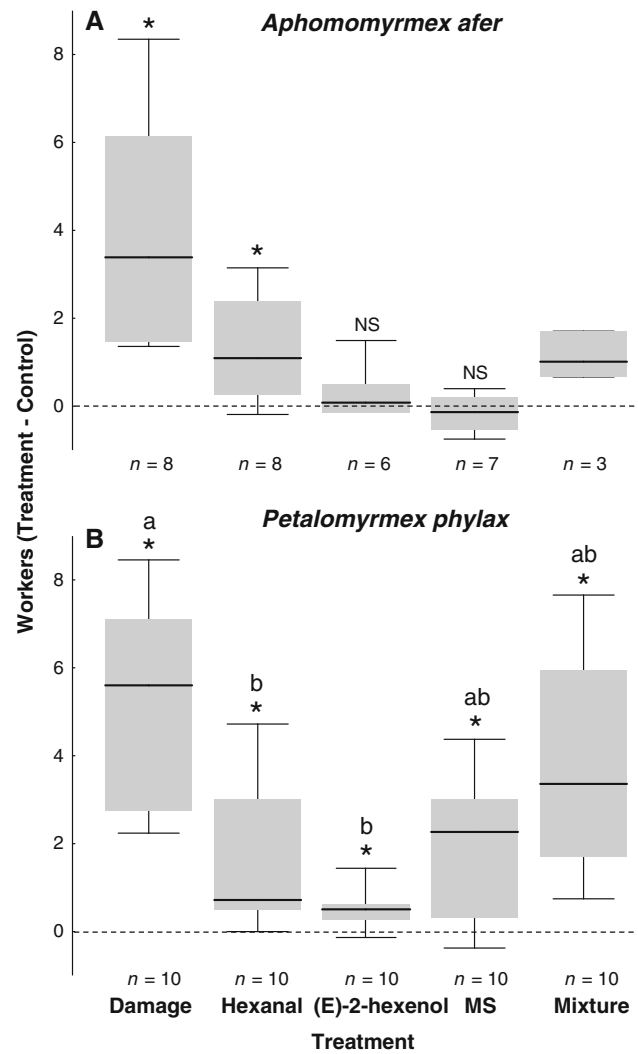 A
Aphomomyrmex afer
*
*
NS
NS
8
6
4
2
0
n = 8
n = 8
n = 6
n = 7
n = 3
Workers (Treatment - Control)
B
Petalomyrmex phylax
a
*
b
*
b
*
ab
*
ab
*
8
6
4
2
0
n = 10
n = 10
n = 10
n = 10
n = 10
Damage
Hexanal
(E)-2-hexenol
MS
Mixture
Treatment